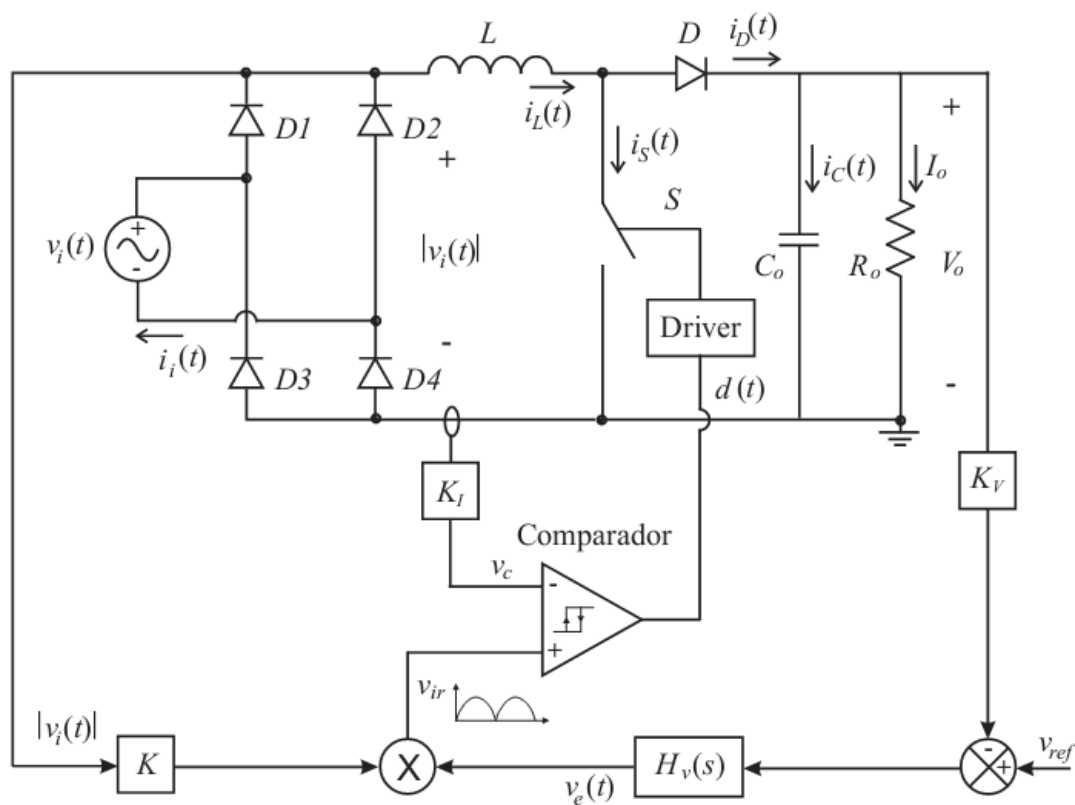 L
D
i_D(t)
i_L(t)
D1
D2
+
i_S(t)
i_C(t)
I_o
+
S
+
-
v_i(t)
|v_i(t)|
C_o
R_o
V_o
Driver
i_i(t)
-
D3
D4
d(t)
-
K_I
K_V
Comparador
v_c
-
+
v_ir
|v_i(t)|
K
X
v_e(t)
H_v(s)
-
+
v_ref